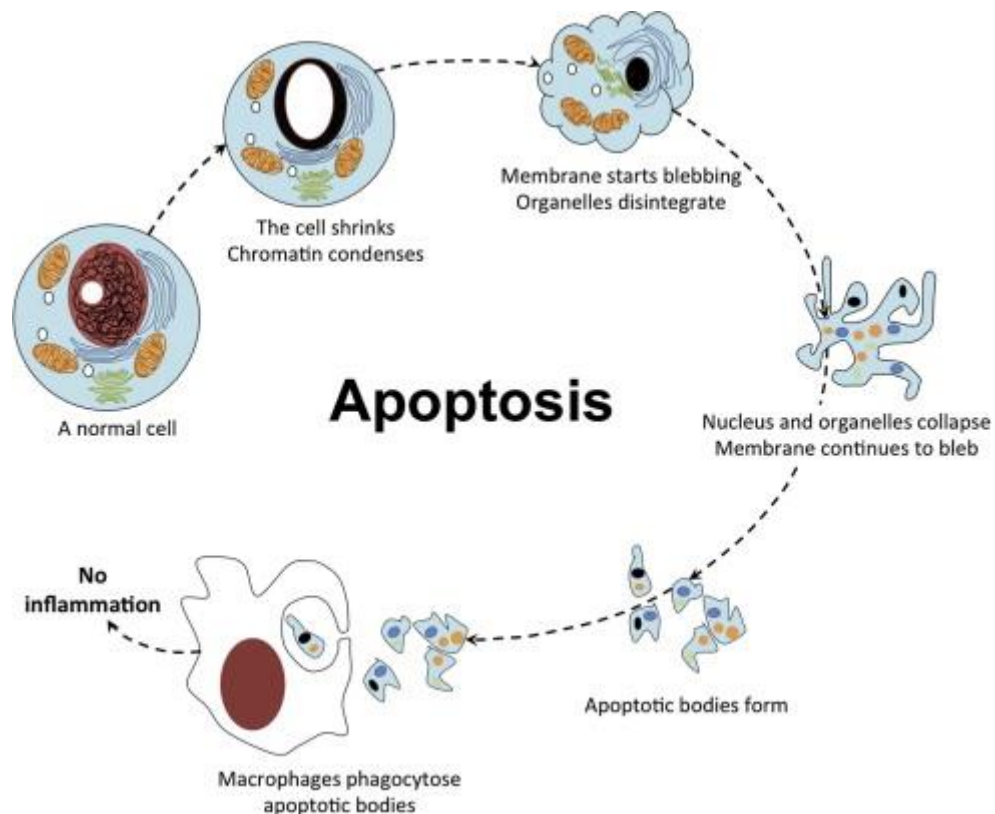 A normal cell
The cell shrinks
Chromatin condenses
Membrane starts blebbing
Organelles disintegrate
Apoptosis
Nucleus and organelles collapse
Membrane continues to bleb
Apoptotic bodies form
Macrophages phagocytose
apoptotic bodies
No
inflammation